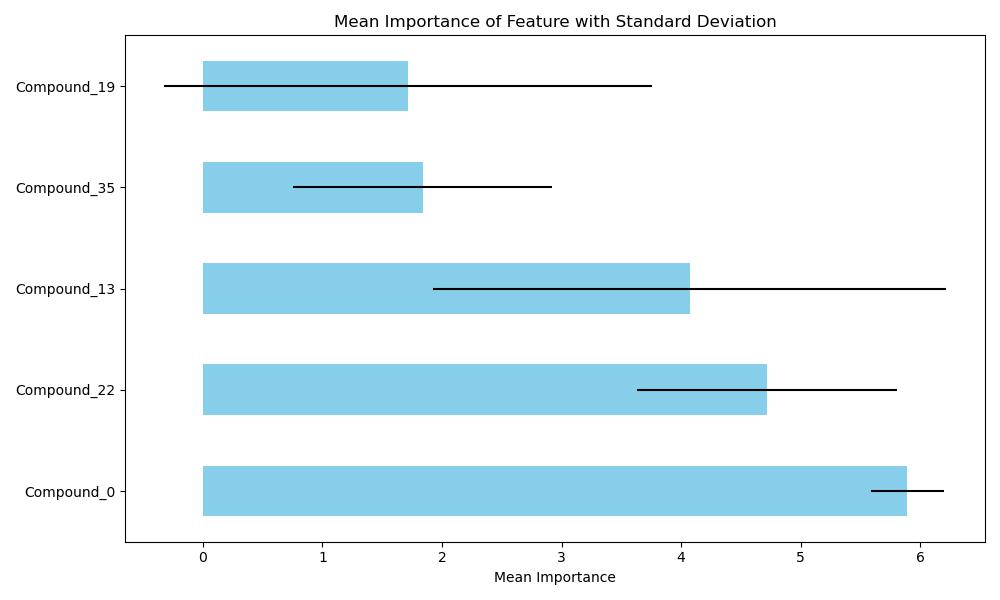 Mean Importance of Feature with Standard Deviation
Compound_19
Compound_35
Compound_13
Compound_22
Compound_0
0 1 2 3 4 5 6
Mean Importance